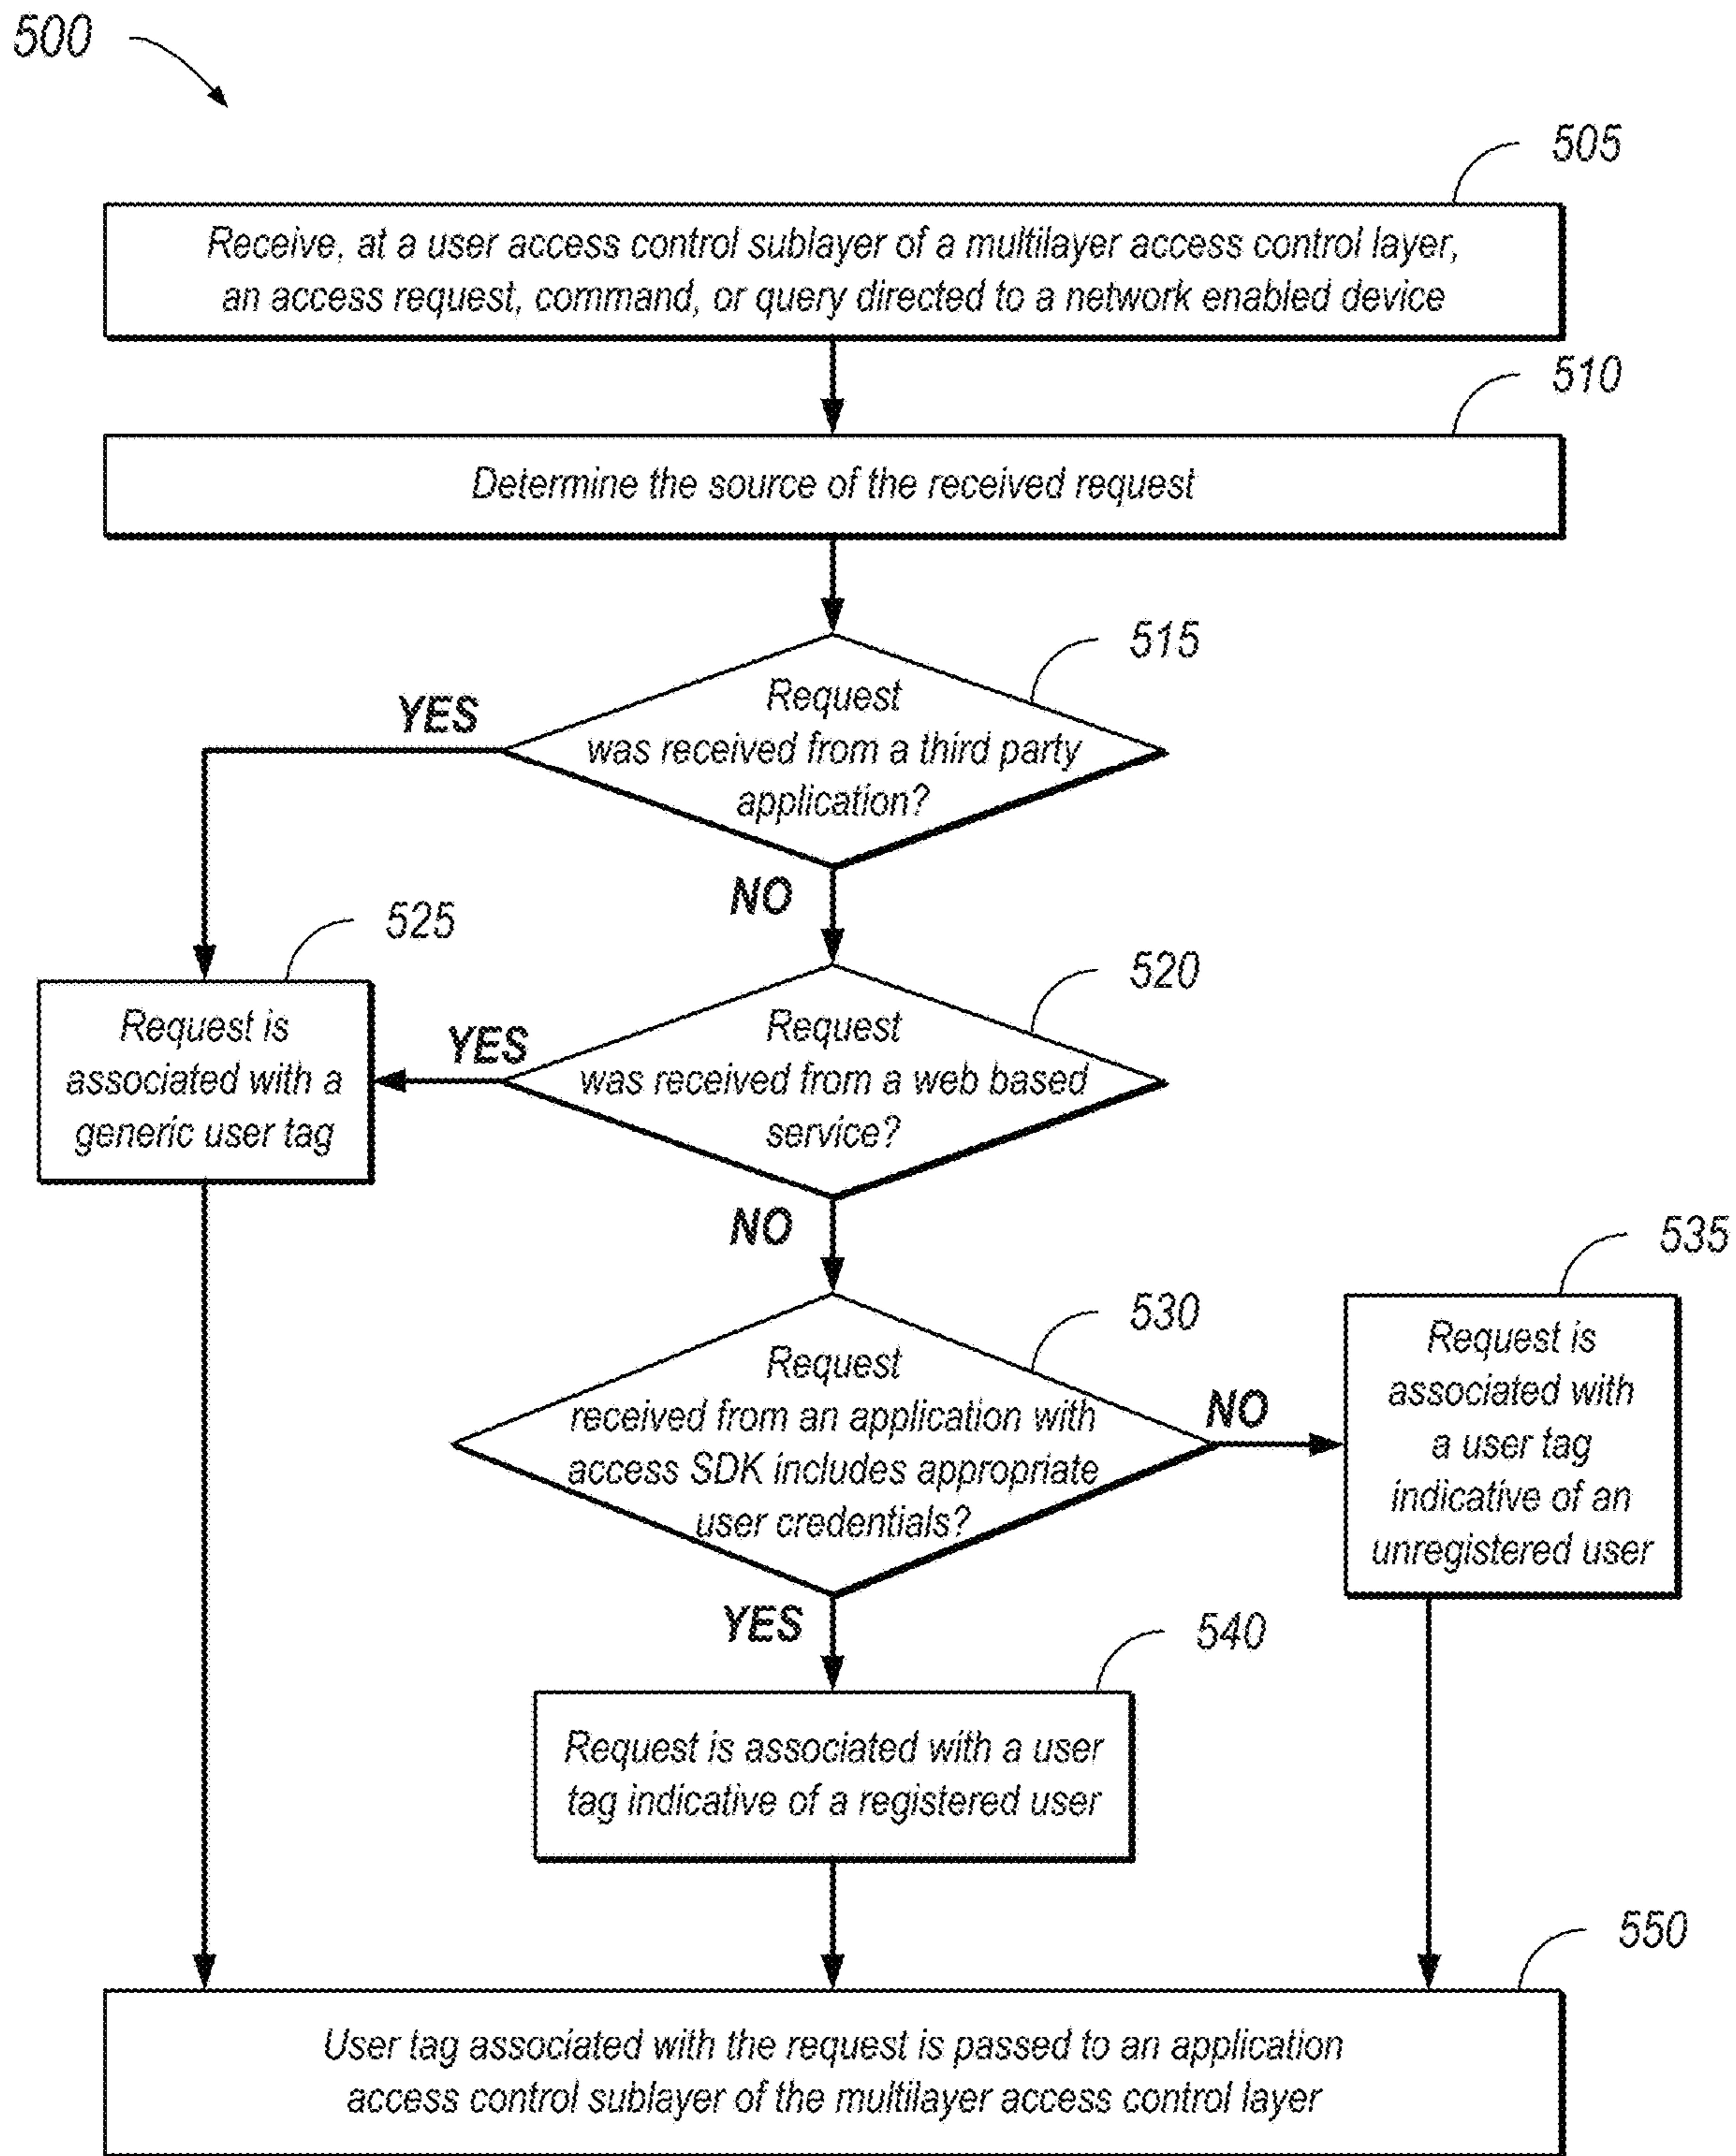 500
505
Receive, at a user access control sublayer of a multilayer access control layer,
an access request, command, or query directed to a network enabled device
510
Determine the source of the received request
515
Request
was received from a third party
application?
YES
NO
525
Request is
associated with a
generic user tag
520
Request
was received from a web based
service?
YES
NO
530
Request
received from an application with
access SDK includes appropriate
user credentials?
NO
YES
535
Request is
associated with
a user tag
indicative of an
unregistered user
540
Request is associated with a user
tag indicative of a registered user
550
User tag associated with the request is passed to an application
access control sublayer of the multilayer access control layer